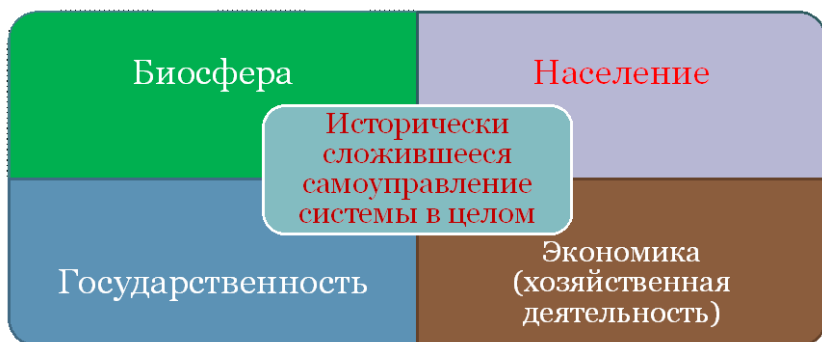 Биосфера
Население
Исторически
сложившееся
самоуправление
системы в целом
Государственность
Экономика
(хозяйственная
деятельность)